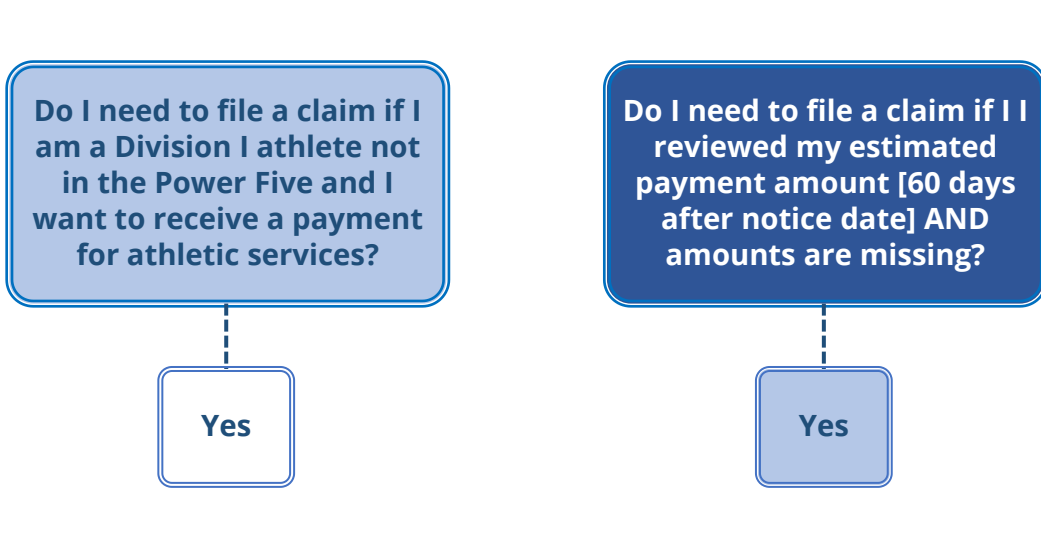 Do I need to file a claim if I
am a Division I athlete not
in the Power Five and I
want to receive a payment
for athletic services?
Yes
Do I need to file a claim if I I
reviewed my estimated
payment amount [60 days
after notice date] AND
amounts are missing?
Yes